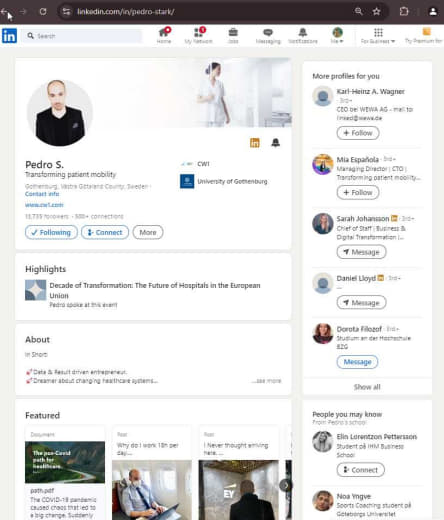 linkedin.com/in/pedro-stark/
in
Search
Home
My Network
Jobs
Messaging
Notifications
Me
For Business
Try Premium for
Pedro S.
Transforming patient mobility
Gothenburg, Västra Götaland County, Sweden ·
Contact info
www.cw1.com
500+ connections
Following
Connect
More
CW1
University of Gothenburg
Highlights
Decade of Transformation: The Future of Hospitals in the European
Union
Pedro spoke at this event
About
In Short:
Data & Result driven entrepreneur.
Dreamer about changing healthcare systems...
...see more
Featured
Document
The post-Covid
path for
healthcare.
path.pdf
The COVID-19 pandemic
caused chaos that led to
a big change. Suddenly
Post
Why do I work 18h per
day....
Post
I Never thought arriving
here. ...
EY
More profiles for you
Karl-Heinz A. Wagner
· 3rd+
CEO bei WEWA AG - mail to:
linked@wewa.de
+ Follow
Mia Española · 3rd+
Managing Director | CTO |
Transforming patient mobility...
+ Follow
Sarah Johansson in · 3rd+
Chief of Staff | Business &
Digital Transformation |...
Message
Daniel Lloyd in · 3rd+
...
Message
Dorota Filozof · 3rd+
Studium an der Hochschule
BZG
Message
Show all
People you may know
From Pedro's school
Elin Lorentzon Pettersson
Student på IHM Business
School
Connect
Noa Yngve
Sports Coaching student på
Göteborgs Universitet